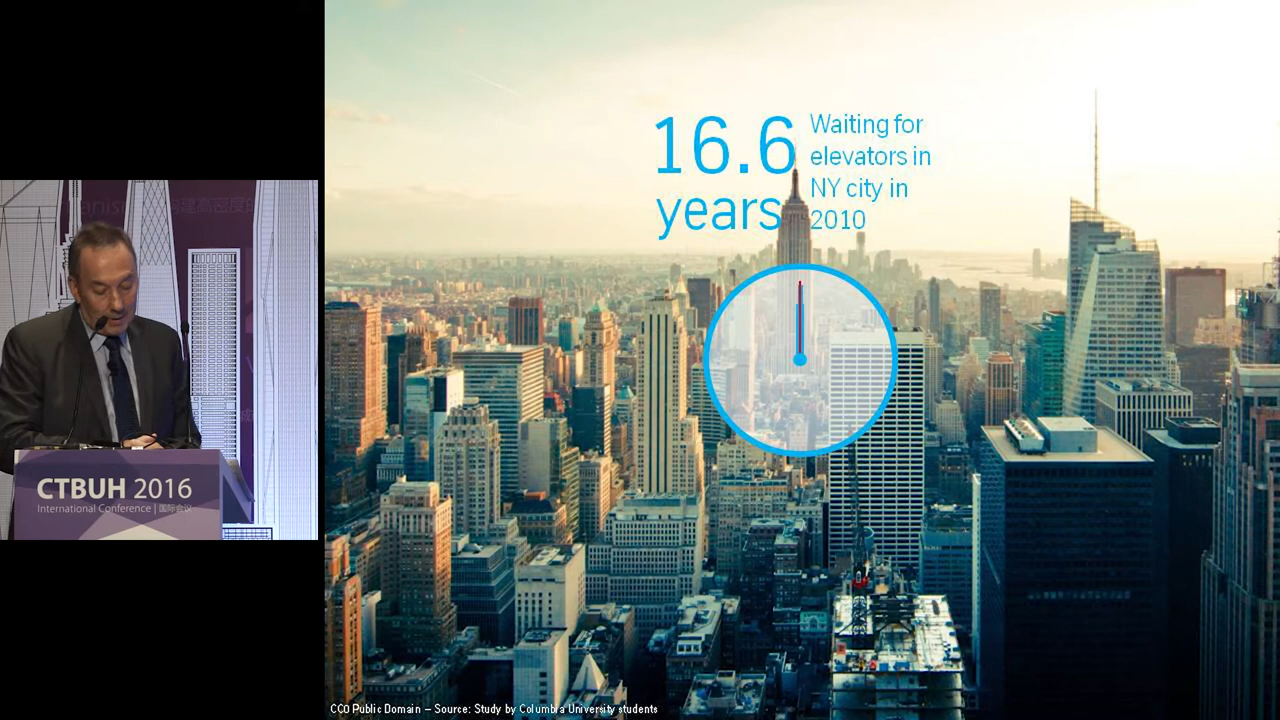 16.6
years
Waiting for
elevators in
NY city in
2010
CTBUH 2016
International Conference | 国际会议
CC0 Public Domain – Source: Study by Columbia University students